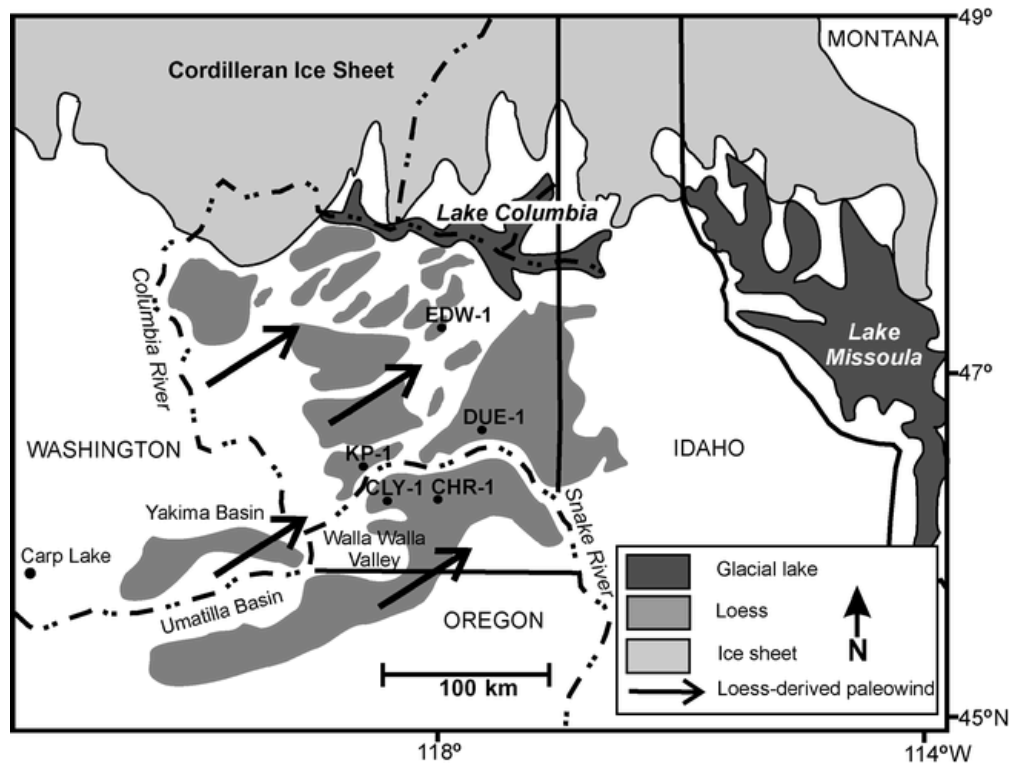 49º
MONTANA
Cordilleran Ice Sheet
Lake Columbia
Columbia River
EDW-1
Lake
Missoula
47º
DUE-1
WASHINGTON
IDAHO
KP-1
CLY-1
CHR-1
Snake River
Yakima Basin
Walla Walla
Valley
Carp Lake
Umatilla Basin
OREGON
Glacial lake
Loess
Ice sheet
N
Loess-derived paleowind
100 km
45ºN
118º
114ºW